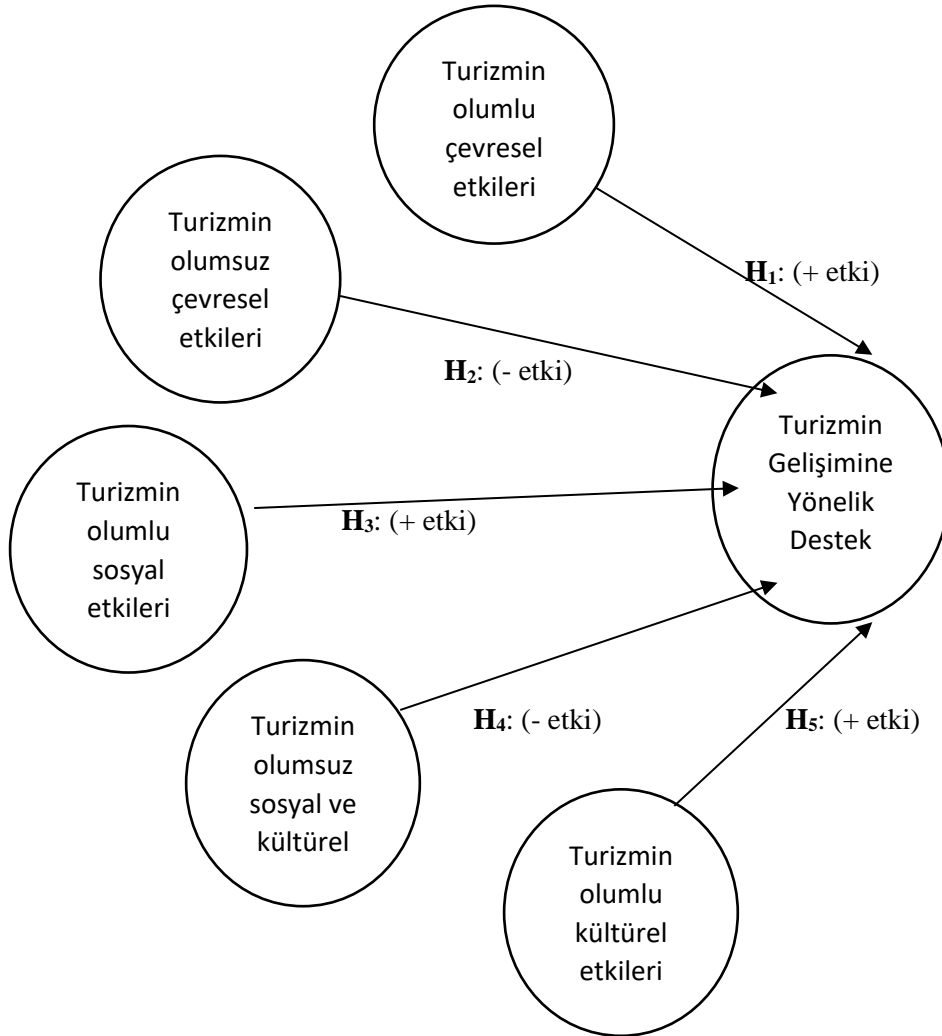 Turizmin
olumlu
çevresel
etkileri
Turizmin
olumsuz
çevresel
etkileri
H₁: (+ etki)
H₂: (- etki)
Turizmin
Gelişimine
Yönelik
Destek
Turizmin
olumlu
sosyal
etkileri
H₃: (+ etki)
H₄: (- etki)
H₅: (+ etki)
Turizmin
olumsuz
sosyal ve
kültürel
Turizmin
olumlu
kültürel
etkileri